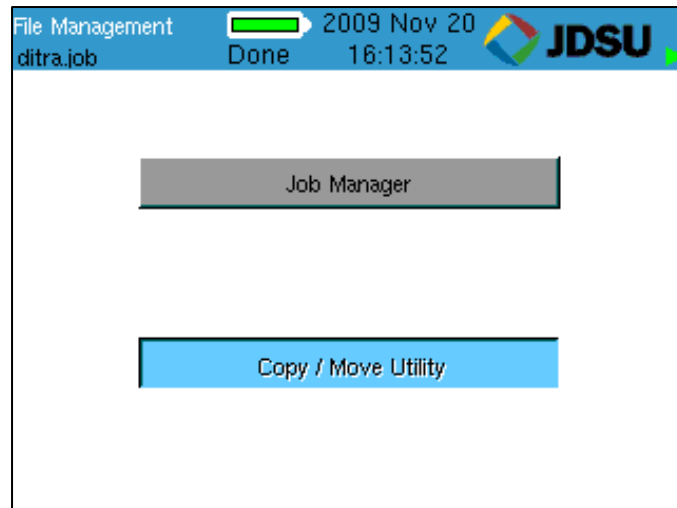 File Management 2009 Nov 20 JDSU
ditra.job Done 16:13:52
Job Manager
Copy / Move Utility